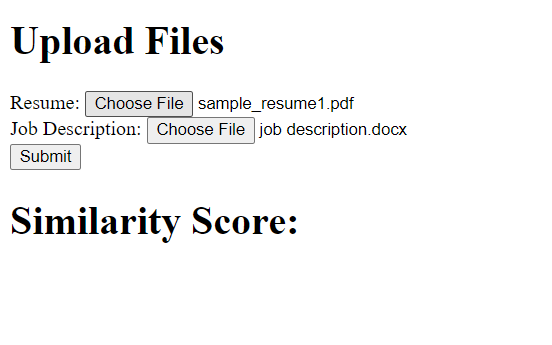 Upload Files
Resume: Choose File sample_resume1.pdf
Job Description: Choose File job description.docx
Submit
Similarity Score: